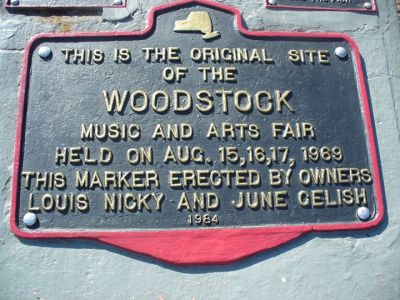 THIS IS THE ORIGINAL SITE
OF THE
WOODSTOCK
MUSIC AND ARTS FAIR
HELD ON AUG. 15,16,17, 1969
THIS MARKER ERECTED BY OWNERS
LOUIS NICKY AND JUNE GELISH
1984